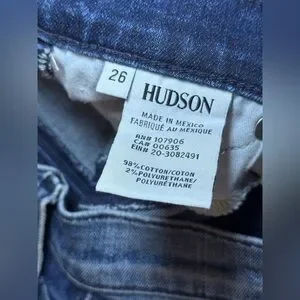 26
HUDSON
MADE IN MEXICO
FABRIQUÉ AU MEXIQUE
RN# 107906
CA# 00635
EIN# 20-3082491
98% COTTON/COTON
2% POLYURETHANE/
POLYURÉTHANE